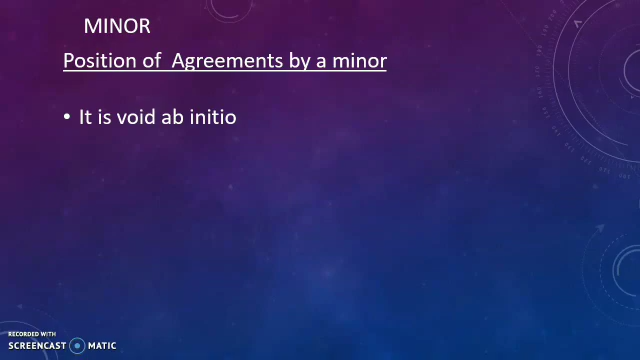 MINOR
Position of Agreements by a minor
• It is void ab initio
RECORDED WITH
SCREENCAST MATIC